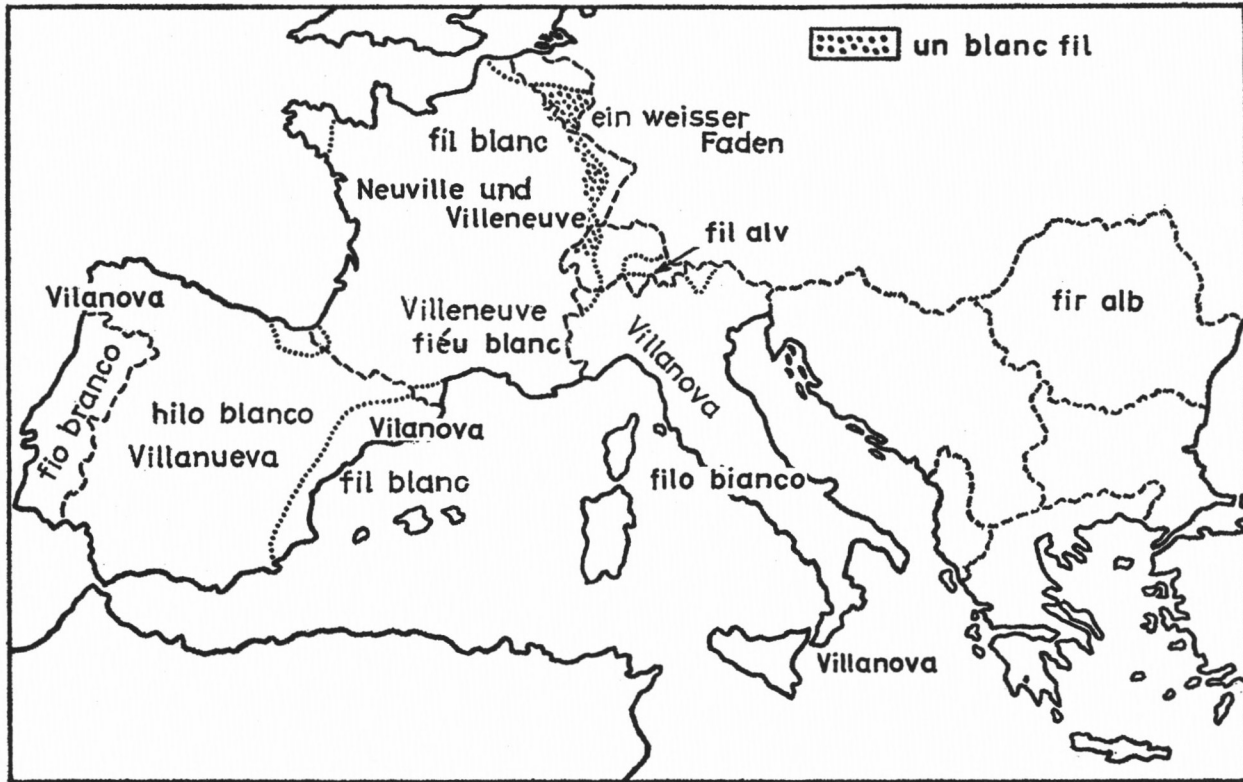 un blanc fil
ein weisser
Faden
fil blanc
Neuville und
Villeneuve
fil alv
Vilanova
fir alb
Villeneuve
fiéu blanc
Villanova
fio branco
hilo blanco
Villanueva
Vilanova
fil blanc
filo bianco
Villanova